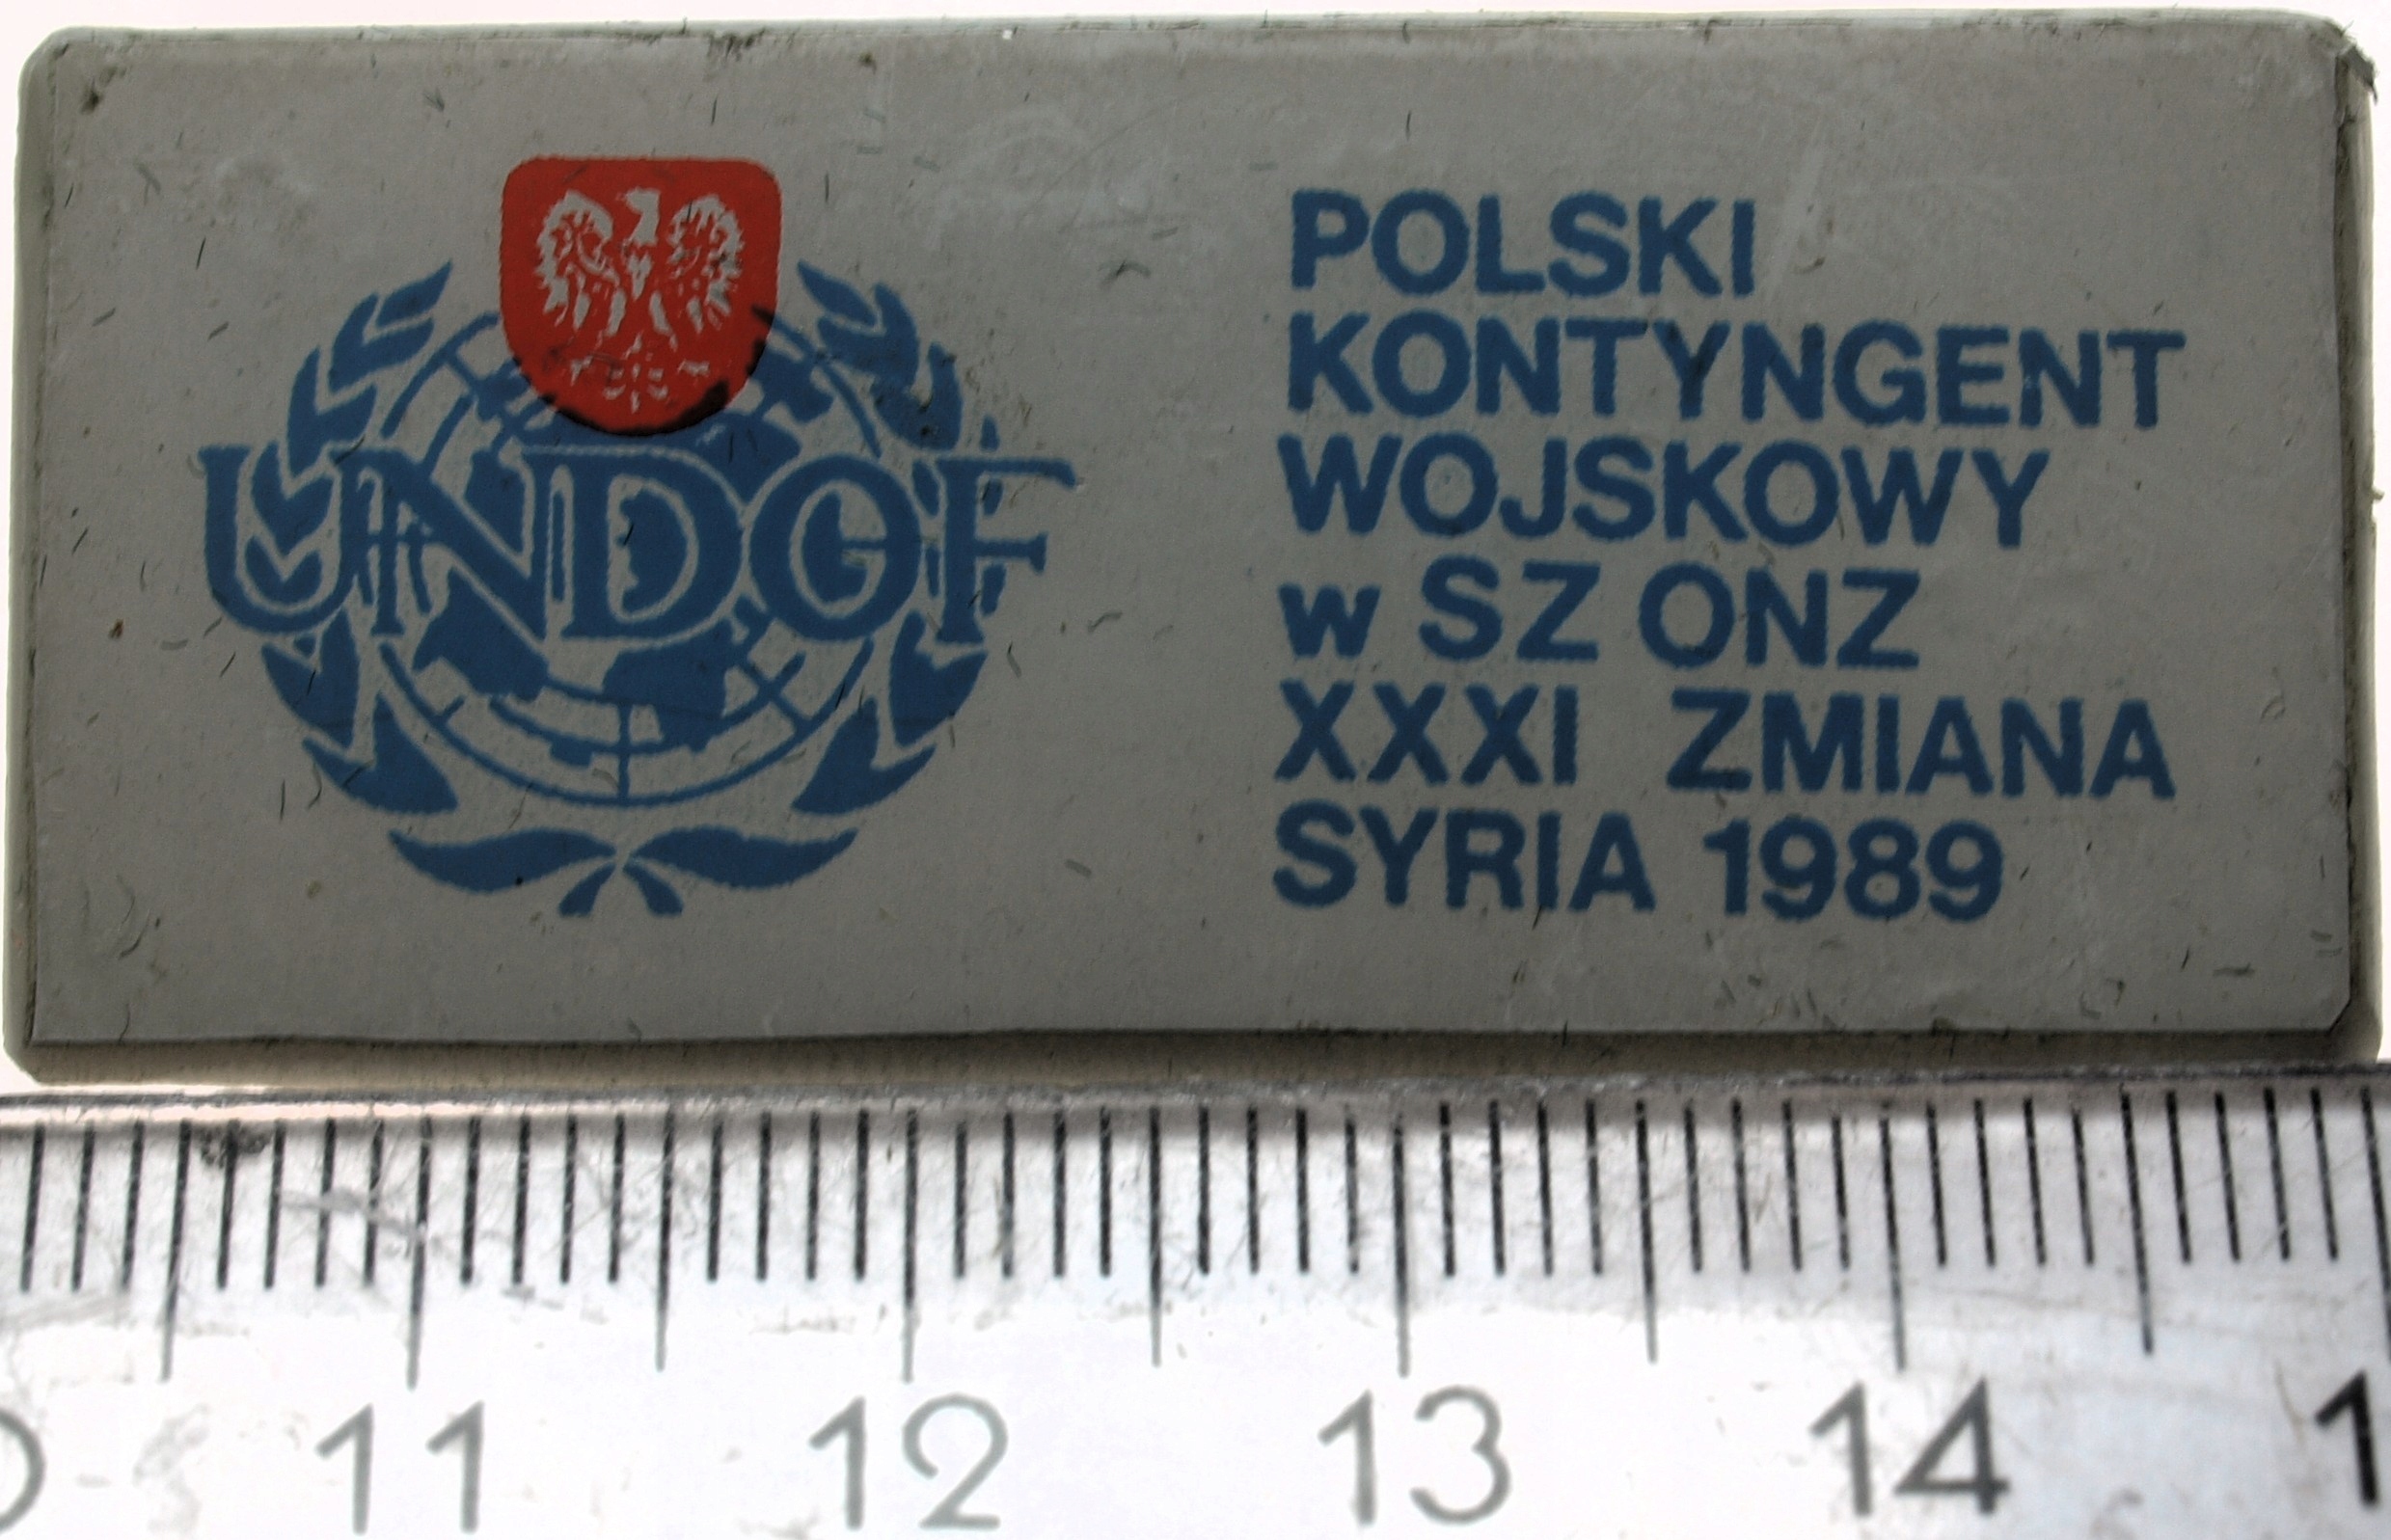 UNDOF
POLSKI
KONTYNGENT
WOJSKOWY
w SZ ONZ
XXXI ZMIANA
SYRIA 1989
11 12 13 14